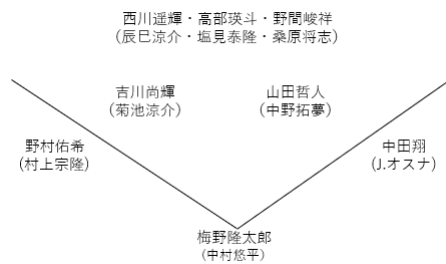 西川遥輝・髙部瑛斗・野間峻祥
(辰巳涼介・塩見泰隆・桑原将志)
吉川尚輝
(菊池涼介)
山田哲人
(中野拓夢)
野村佑希
(村上宗隆)
中田翔
(J.オスナ)
梅野隆太郎
(中村悠平)